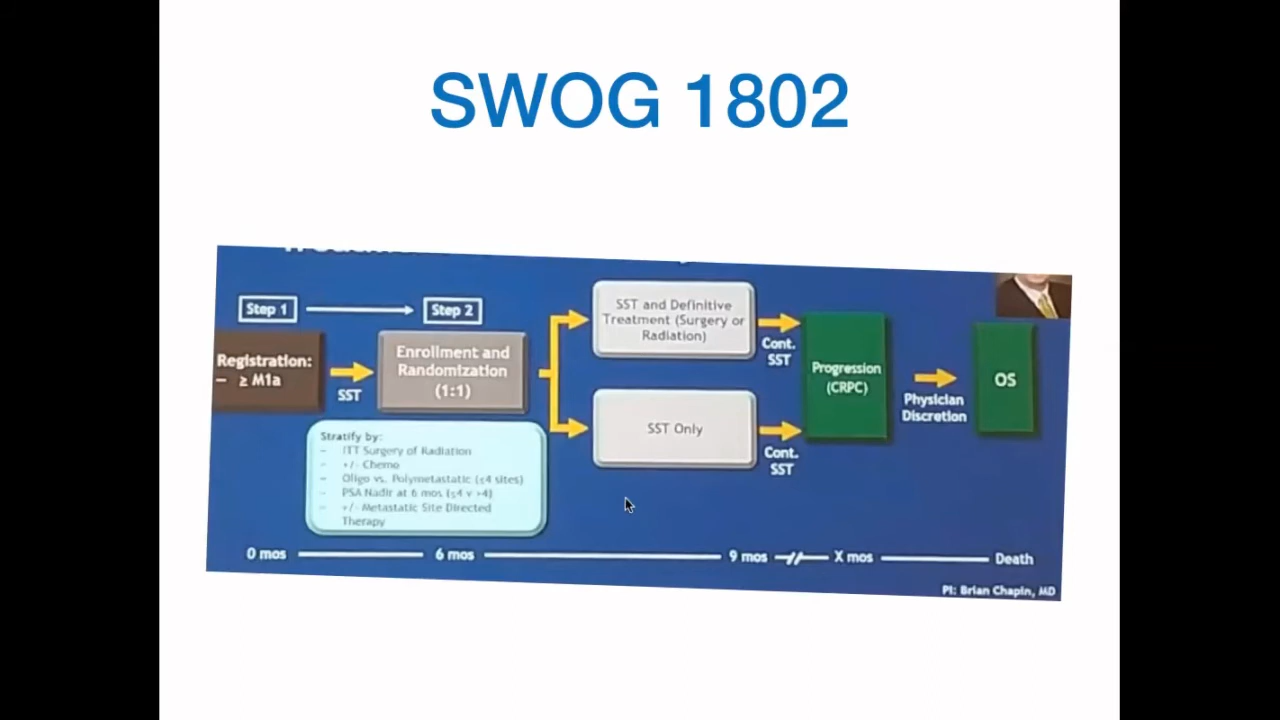 SWOG 1802
Step 1
Step 2
Registration:
– ≥ M1a
SST
Enrollment and
Randomization
(1:1)
Stratify by:
– ITT Surgery of Radiation
– +/- Chemo
– Oligo vs. Polymetastatic (≤4 sites)
– PSA Nadir at 6 mos (≤4 v >4)
– +/- Metastatic Site Directed
Therapy
SST and Definitive
Treatment (Surgery or
Radiation)
SST Only
Cont.
SST
Cont.
SST
Progression
(CRPC)
Physician
Discretion
OS
0 mos
6 mos
9 mos
X mos
Death
PI: Brian Chapin, MD